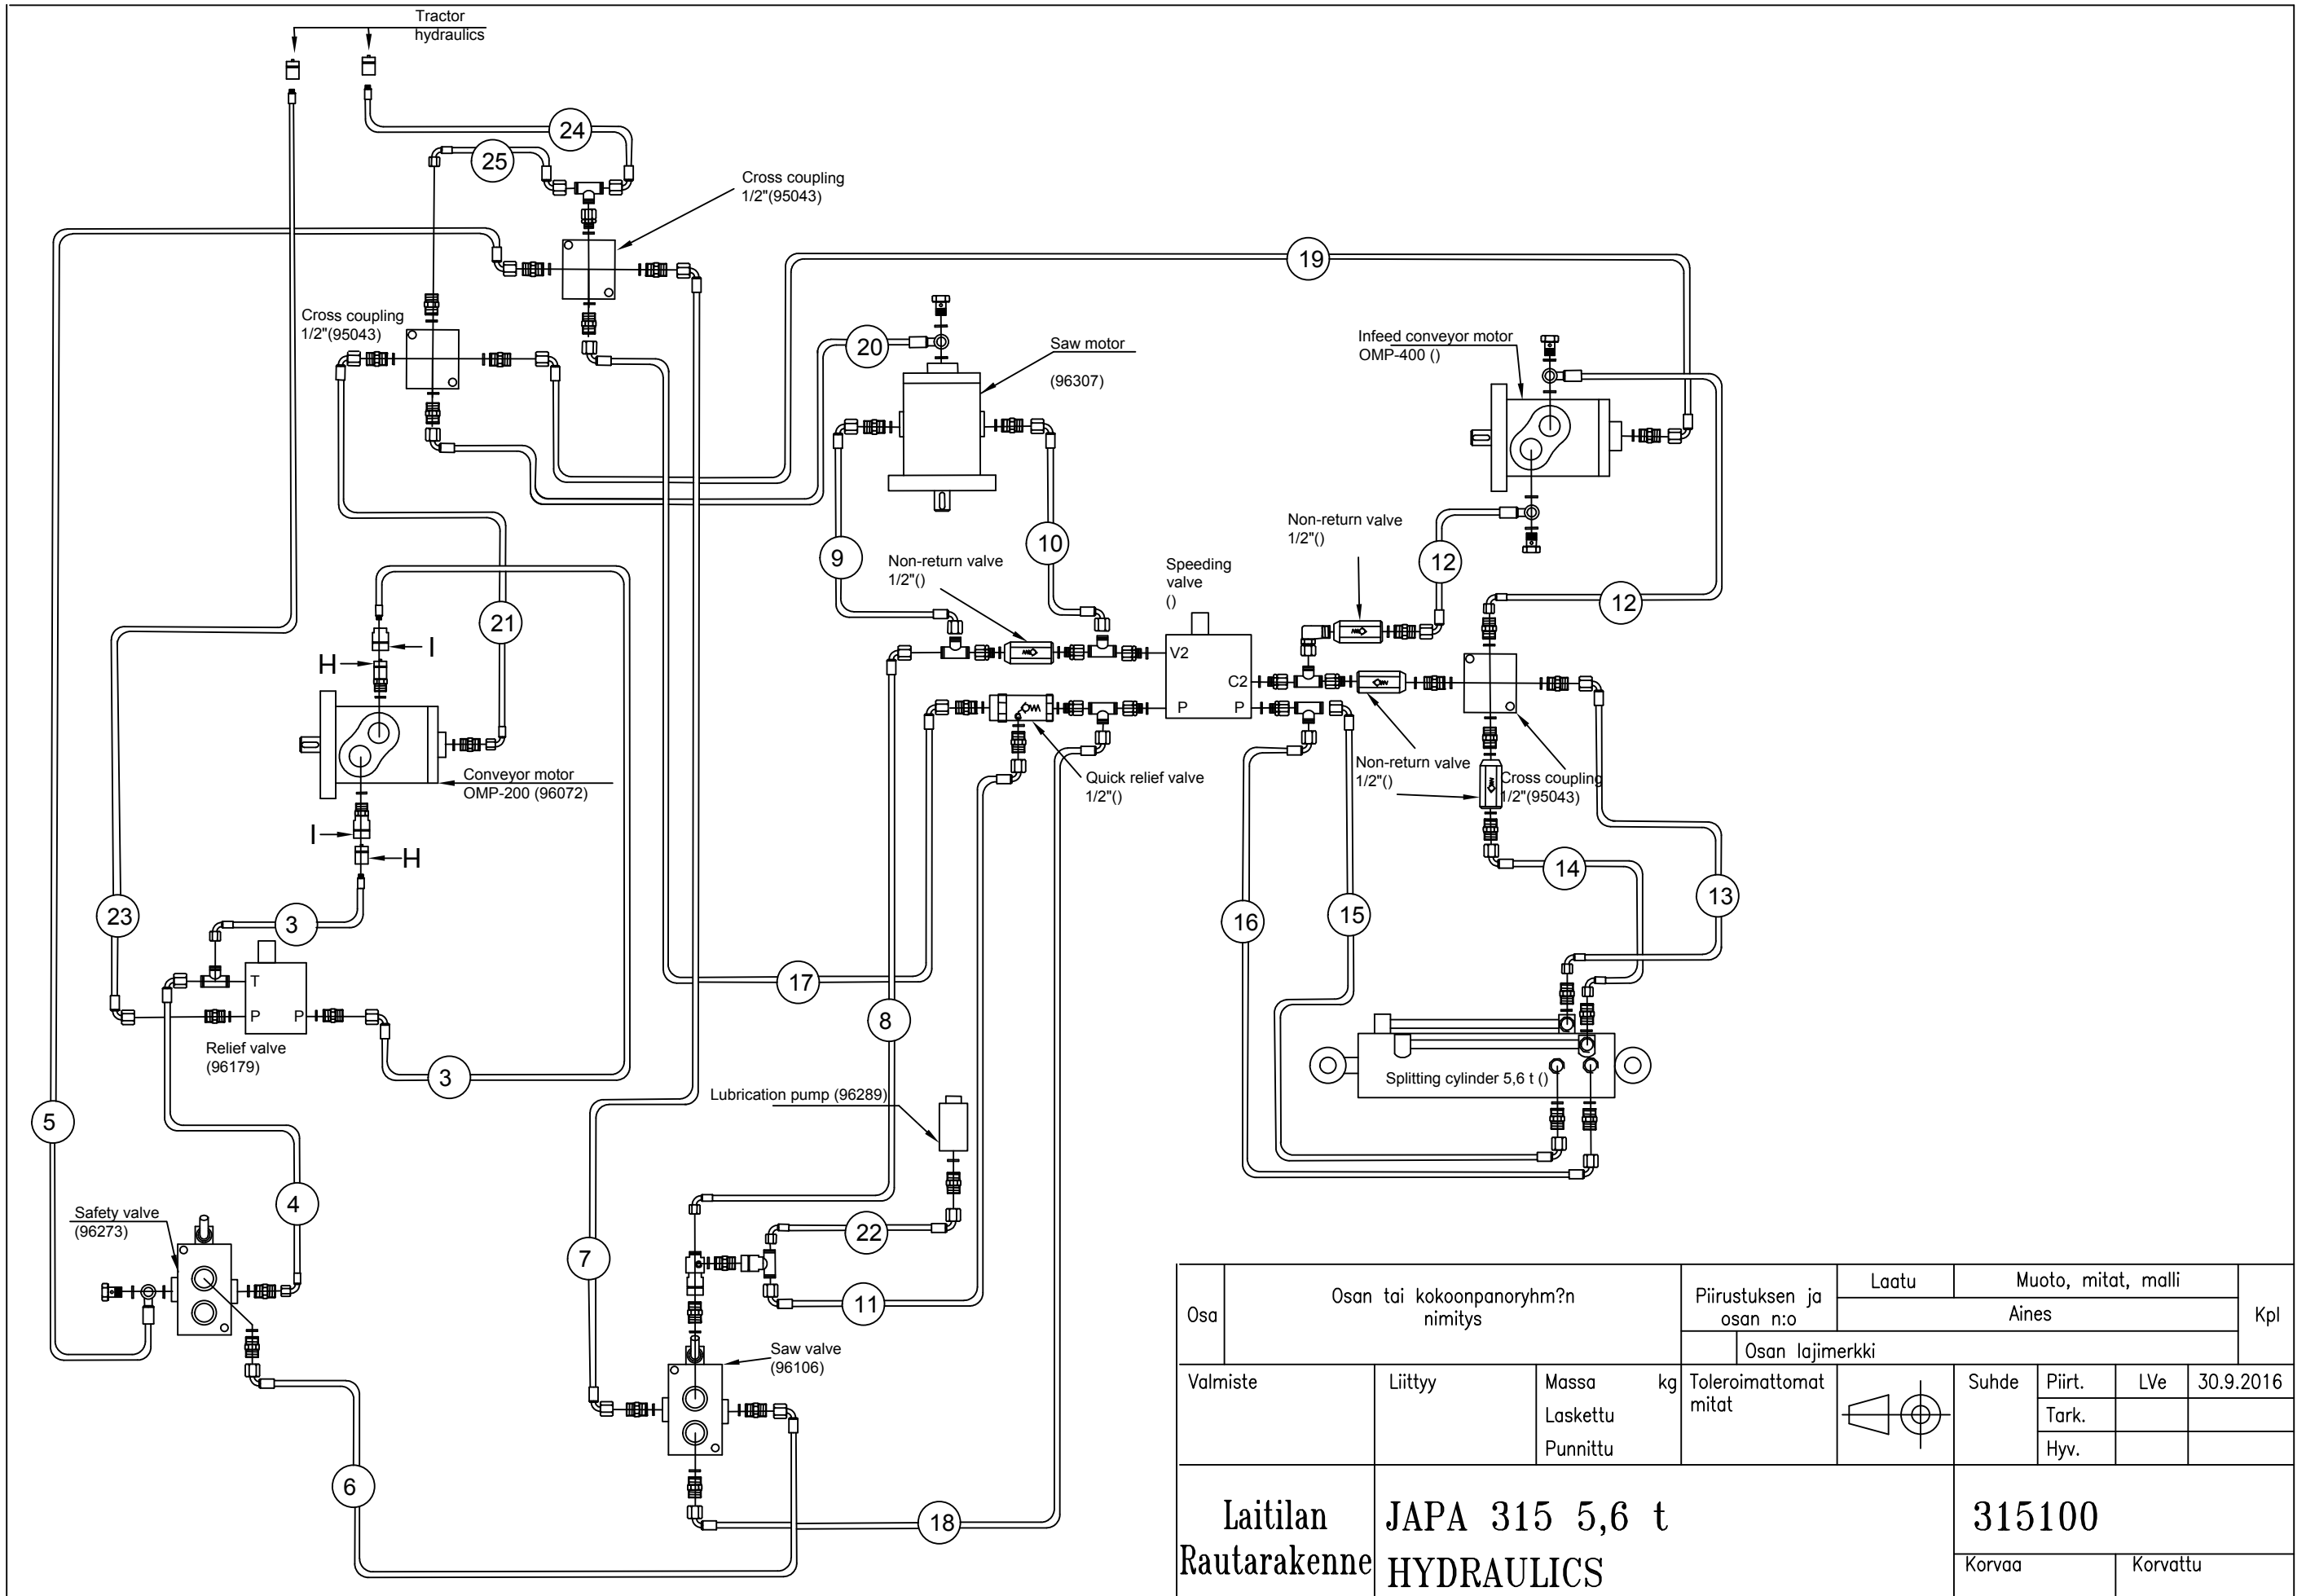 Tractor
hydraulics
24
25
Cross coupling
1/2"(95043)
19
Cross coupling
1/2"(95043)
20
Saw motor
(96307)
Infeed conveyor motor
OMP-400 ()
9
10
Non-return valve
1/2"()
Speeding
valve
()
Non-return valve
1/2"()
12
12
21
H
I
V2
C2
P
P
Conveyor motor
OMP-200 (96072)
Quick relief valve
1/2"()
Non-return valve
1/2"()
Cross coupling
1/2"(95043)
I
H
14
13
23
3
16
15
T
P
P
17
8
Relief valve
(96179)
3
Splitting cylinder 5,6 t ()
Lubrication pump (96289)
5
4
Safety valve
(96273)
22
7
11
Saw valve
(96106)
6
18
Osa
Osan tai kokoonpanoryhm?n
nimitys
Piirustuksen ja
osan n:o
Laatu
Muoto, mitat, malli
Aines
Kpl
Osan lajimerkki
Valmiste
Liittyy
Massa kg
Laskettu
Punnittu
Toleroimattomat
mitat
Suhde
Piirt.
LVe
30.9.2016
Tark.
Hyv.
Laitilan
Rautarakenne
JAPA 315 5,6 t
HYDRAULICS
315100
Korvaa
Korvattu